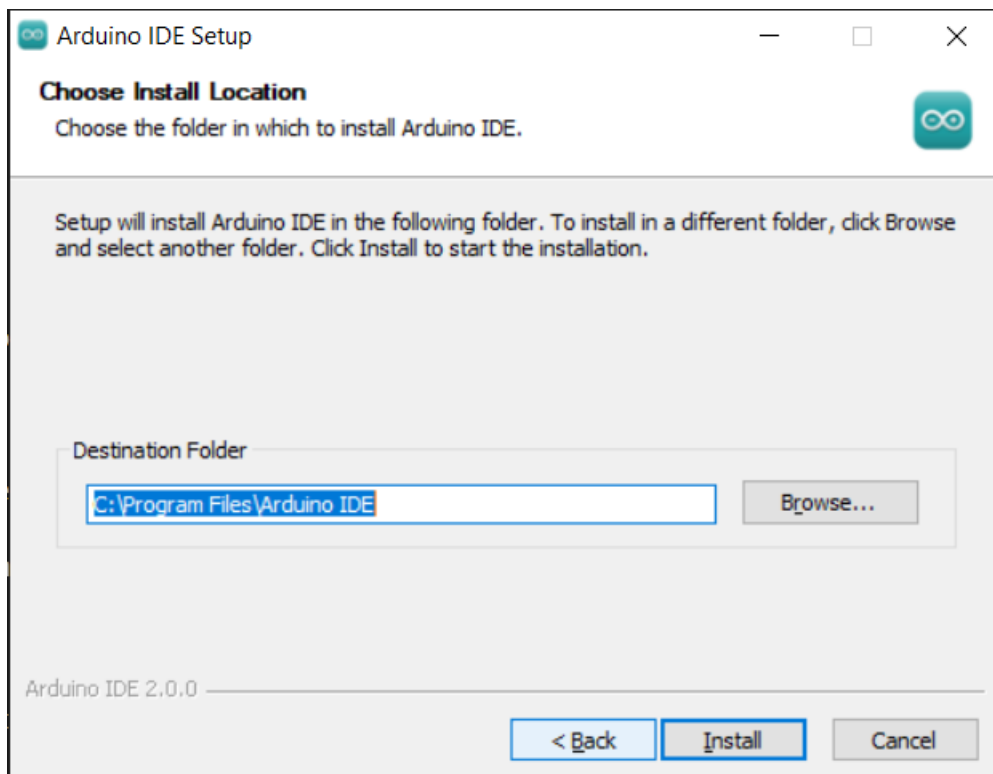 Arduino IDE Setup
Choose Install Location
Choose the folder in which to install Arduino IDE.
Setup will install Arduino IDE in the following folder. To install in a different folder, click Browse
and select another folder. Click Install to start the installation.
Destination Folder
C:\Program Files\Arduino IDE
Browse...
Arduino IDE 2.0.0
< Back
Install
Cancel